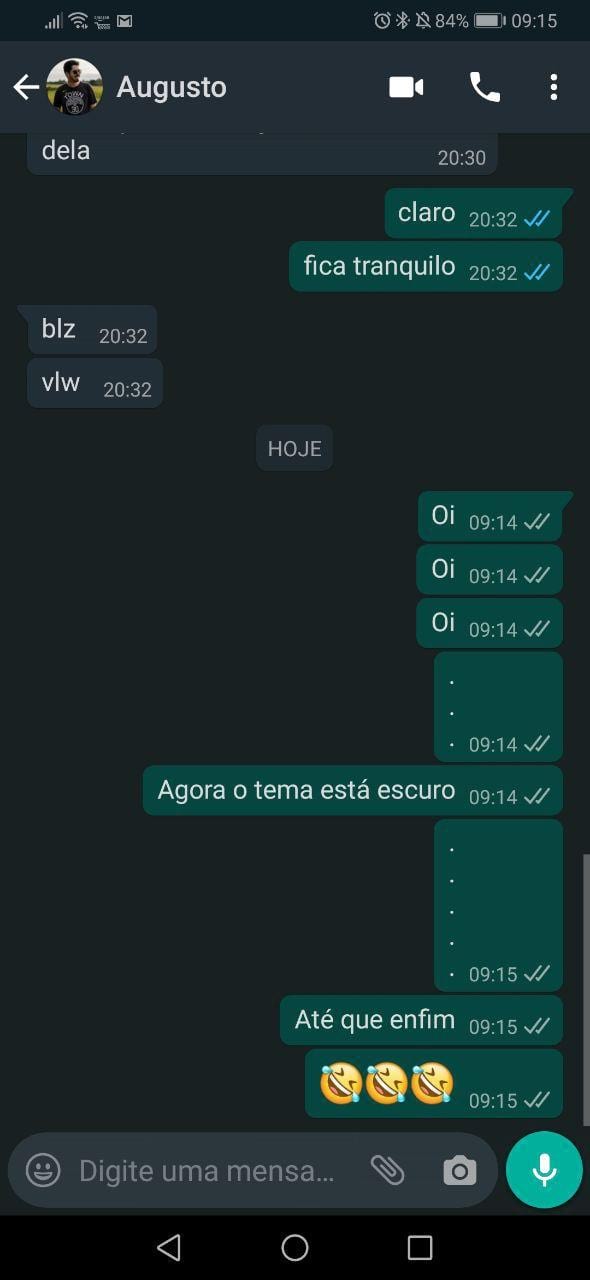 84% 09:15
Augusto
dela
20:30
claro 20:32
fica tranquilo 20:32
blz 20:32
vlw 20:32
HOJE
Oi 09:14
Oi 09:14
Oi 09:14
.
.
. 09:14
Agora o tema está escuro 09:14
.
.
.
.
. 09:15
Até que enfim 09:15
🤣🤣🤣 09:15
Digite uma mensa...